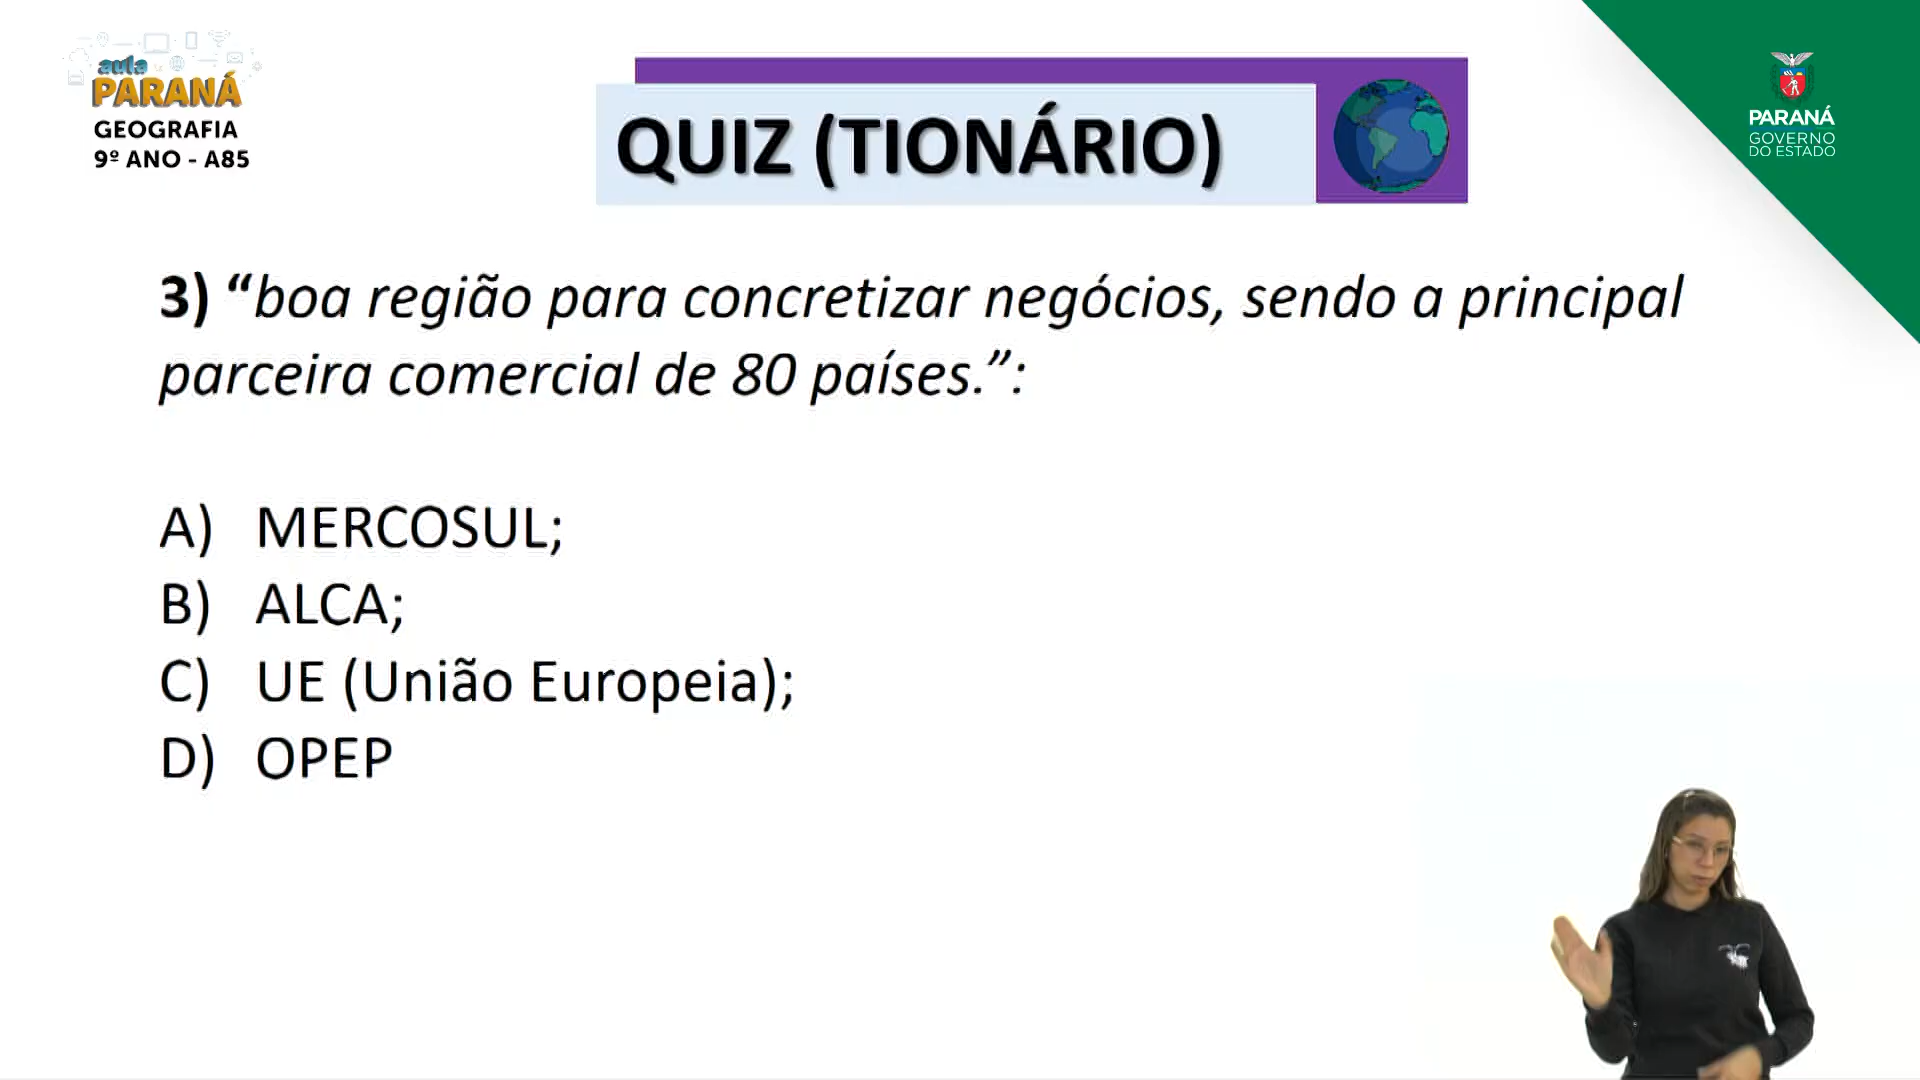 aula
PARANÁ
GEOGRAFIA
9º ANO - A85
QUIZ (TIONÁRIO)
PARANÁ
GOVERNO
DO ESTADO
3) “boa região para concretizar negócios, sendo a principal
parceira comercial de 80 países.”:
A) MERCOSUL;
B) ALCA;
C) UE (União Europeia);
D) OPEP